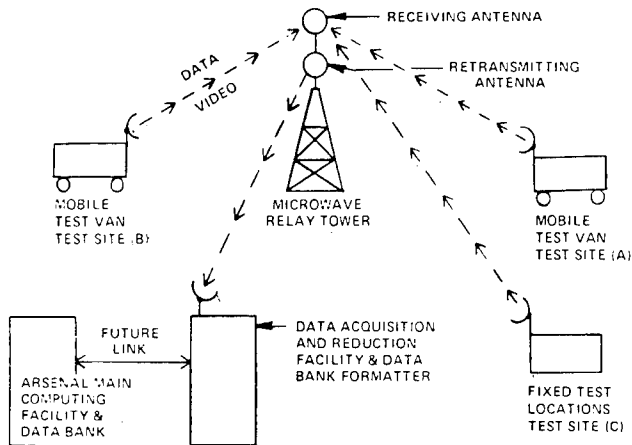 RECEIVING ANTENNA
RETRANSMITTING
ANTENNA
DATA
VIDEO
MOBILE
TEST VAN
TEST SITE (B)
MICROWAVE
RELAY TOWER
MOBILE
TEST VAN
TEST SITE (A)
FUTURE
LINK
ARSENAL MAIN
COMPUTING
FACILITY &
DATA BANK
DATA ACQUISITION
AND REDUCTION
FACILITY & DATA
BANK FORMATTER
FIXED TEST
LOCATIONS
TEST SITE (C)